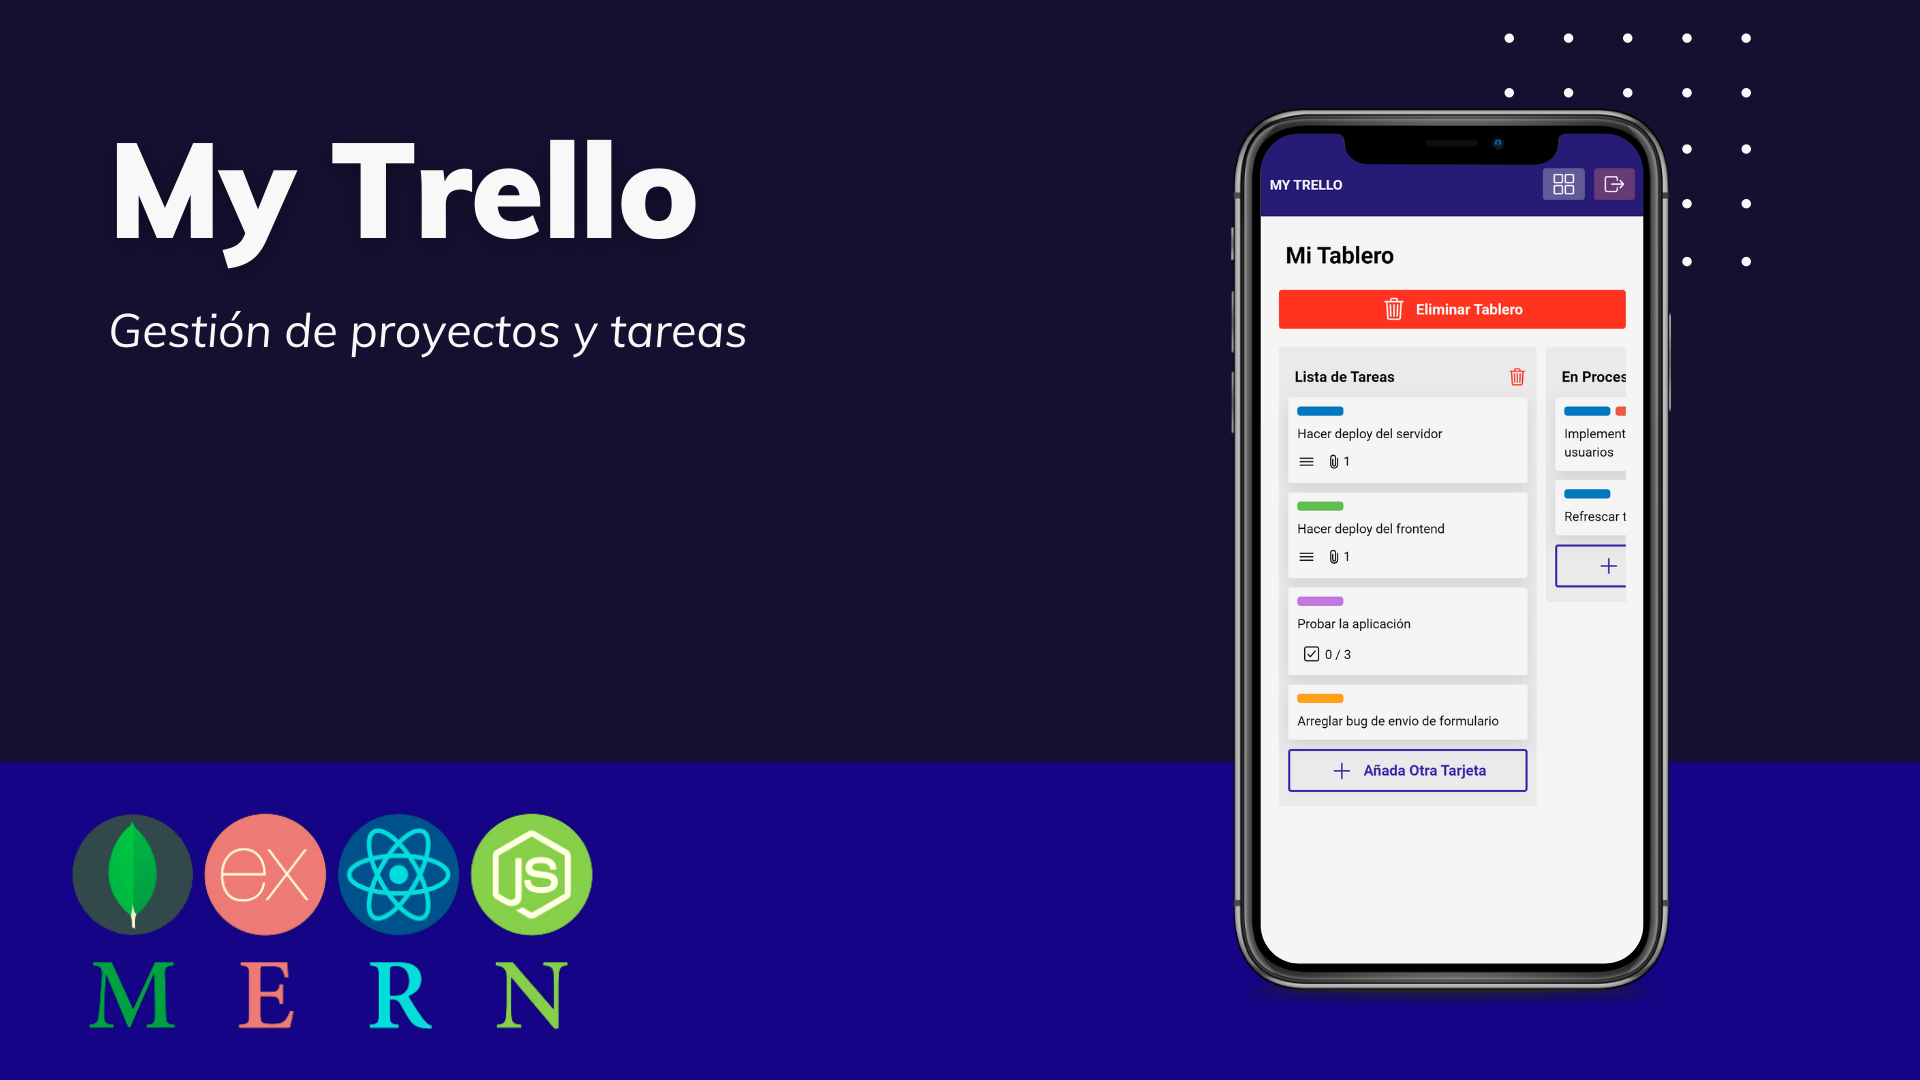 My Trello
Gestión de proyectos y tareas
MY TRELLO
Mi Tablero
Eliminar Tablero
Lista de Tareas
Hacer deploy del servidor
1
Hacer deploy del frontend
1
Probar la aplicación
0 / 3
Arreglar bug de envio de formulario
Añada Otra Tarjeta
En Proces
Implement
usuarios
Refrescar t
ex
JS
M E R N